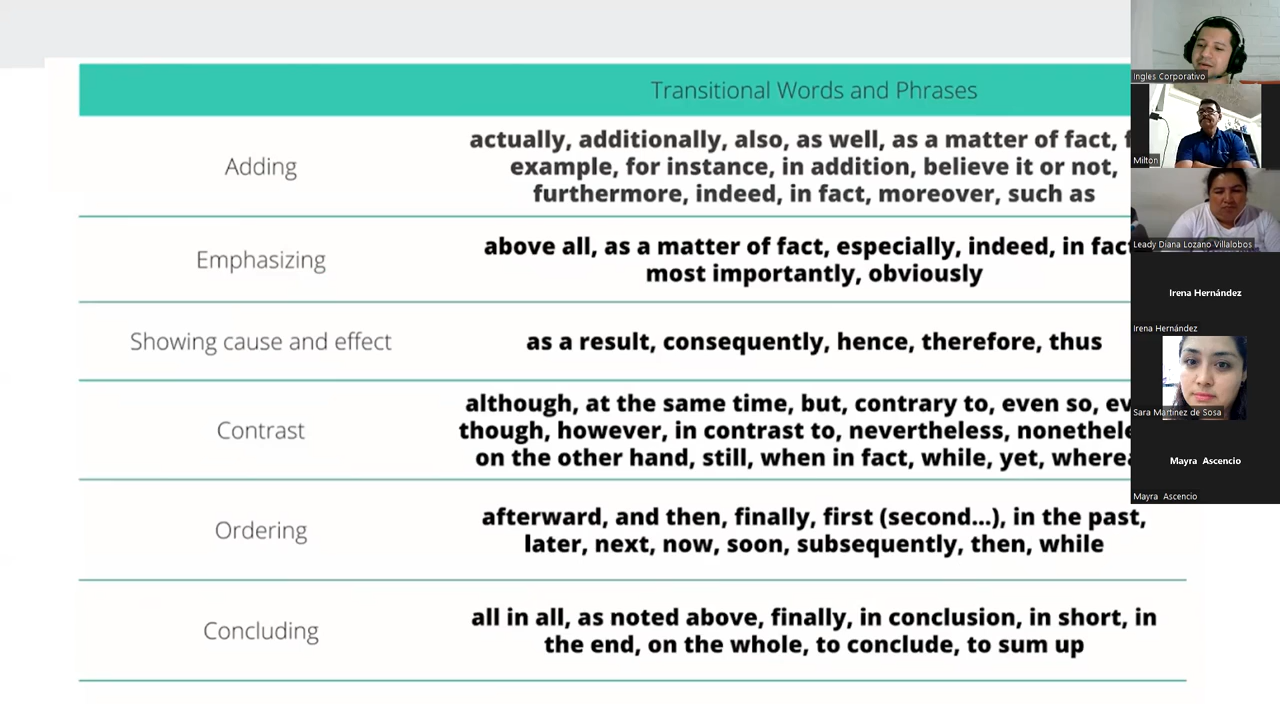 Transitional Words and Phrases
Adding
actually, additionally, also, as well, as a matter of fact,
example, for instance, in addition, believe it or not,
furthermore, indeed, in fact, moreover, such as
Emphasizing
above all, as a matter of fact, especially, indeed, in fact
most importantly, obviously
Showing cause and effect
as a result, consequently, hence, therefore, thus
Contrast
although, at the same time, but, contrary to, even so,
though, however, in contrast to, nevertheless,
on the other hand, still, when in fact, while, yet,
Ordering
afterward, and then, finally, first (second...), in the past,
later, next, now, soon, subsequently, then, while
Concluding
all in all, as noted above, finally, in conclusion, in short, in
the end, on the whole, to conclude, to sum up
Ingles Corporativo
Milton
Leady Diana Lozano Villalobos
Irena Hernández
Irena Hernández
Sara Martinez de Sosa
Mayra Ascencio
Mayra Ascencio